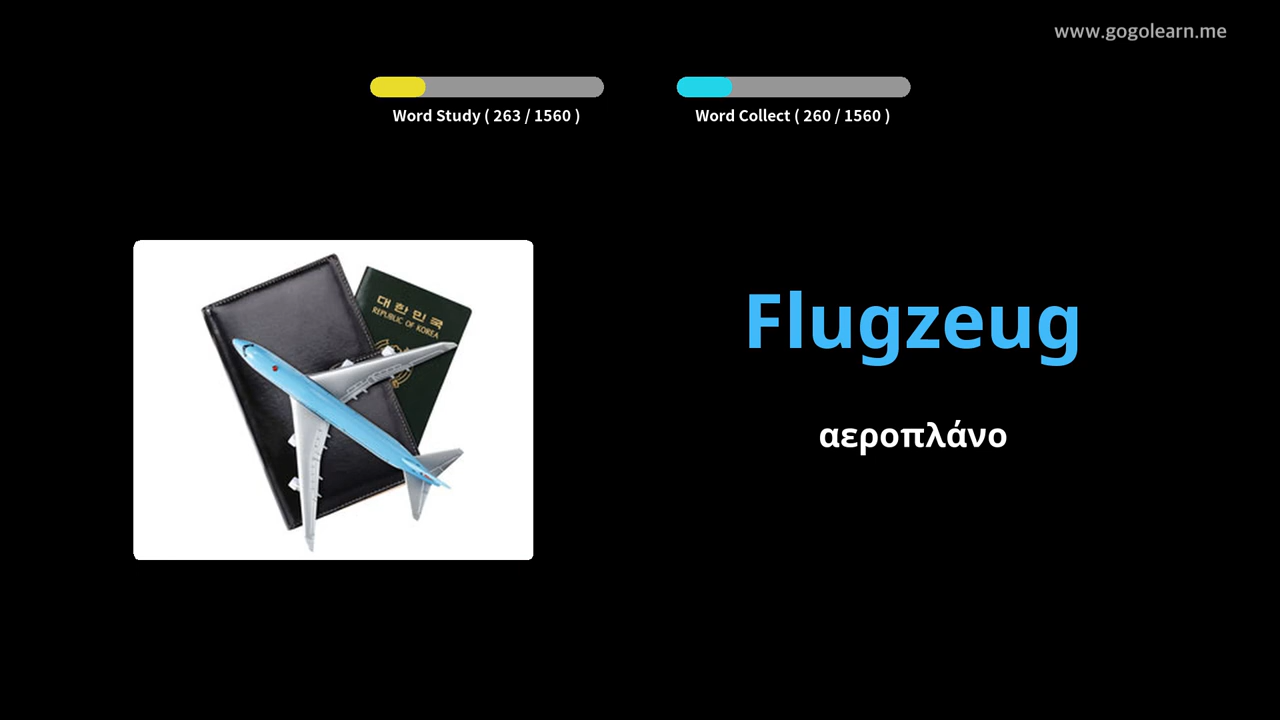 www.gogolearn.me
Word Study ( 263 / 1560 )
Word Collect ( 260 / 1560 )
대한민국
REPUBLIC OF KOREA
Flugzeug
αεροπλάνο